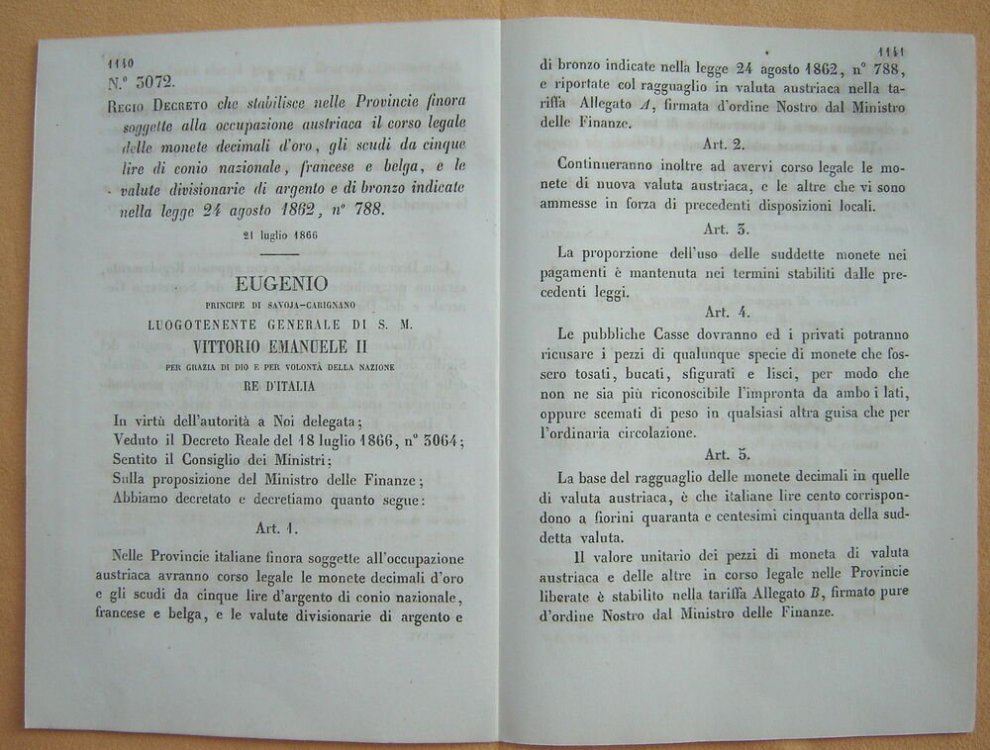 1140
N.° 3072.
REGIO DECRETO che stabilisce nelle Provincie finora
soggette alla occupazione austriaca il corso legale
delle monete decimali d'oro, gli scudi da cinque
lire di conio nazionale, francese e belga, e le
valute divisionarie di argento e di bronzo indicate
nella legge 24 agosto 1862, n° 788.
21 luglio 1866
EUGENIO
PRINCIPE DI SAVOJA-CARIGNANO
LUOGOTENENTE GENERALE DI S. M.
VITTORIO EMANUELE II
PER GRAZIA DI DIO E PER VOLONTÀ DELLA NAZIONE
RE D'ITALIA
In virtù dell'autorità a Noi delegata;
Veduto il Decreto Reale del 18 luglio 1866, n° 3064;
Sentito il Consiglio dei Ministri;
Sulla proposizione del Ministro delle Finanze;
Abbiamo decretato e decretiamo quanto segue:
Art. 1.
Nelle Provincie italiane finora soggette all'occupazione
austriaca avranno corso legale le monete decimali d'oro
e gli scudi da cinque lire d'argento di conio nazionale,
francese e belga, e le valute divisionarie di argento e
1141
di bronzo indicate nella legge 24 agosto 1862, n° 788,
e riportate col ragguaglio in valuta austriaca nella ta-
riffa Allegato A, firmata d'ordine Nostro dal Ministro
delle Finanze.
Art. 2.
Continueranno inoltre ad avervi corso legale le mo-
nete di nuova valuta austriaca, e le altre che vi sono
ammesse in forza di precedenti disposizioni locali.
Art. 3.
La proporzione dell'uso delle suddette monete nei
pagamenti è mantenuta nei termini stabiliti dalle pre-
cedenti leggi.
Art. 4.
Le pubbliche Casse dovranno ed i privati potranno
ricusare i pezzi di qualunque specie di monete che fos-
sero tosati, bucati, sfigurati e lisci, per modo che
non ne sia più riconoscibile l'impronta da ambo i lati,
oppure scemati di peso in qualsiasi altra guisa che per
l'ordinaria circolazione.
Art. 5.
La base del ragguaglio delle monete decimali in quelle
di valuta austriaca, è che italiane lire cento corrispon-
dono a fiorini quaranta e centesimi cinquanta della sud-
detta valuta.
Il valore unitario dei pezzi di moneta di valuta
austriaca e delle altre in corso legale nelle Provincie
liberate è stabilito nella tariffa Allegato B, firmato pure
d'ordine Nostro dal Ministro delle Finanze.